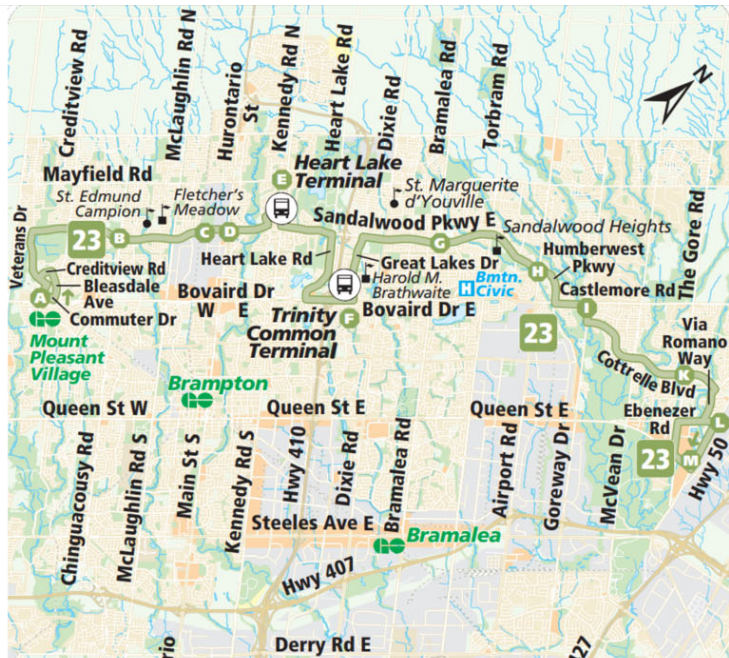 Creditview Rd
McLaughlin Rd N
Hurontario
St
Kennedy Rd N
Heart Lake Rd
Dixie Rd
Bramalea Rd
Torbram Rd
N
Mayfield Rd
St. Edmund
Campion
Fletcher's
Meadow
E
Heart Lake
Terminal
St. Marguerite
d'Youville
Sandalwood Pkwy E
Sandalwood Heights
Veterans Dr
23
B
C
D
G
Heart Lake Rd
Great Lakes Dr
Harold M.
Brathwaite
H
Bmtn.
Civic
H
Humberwest
Pkwy
Castlemore Rd
The Gore Rd
Creditview Rd
Bleasdale
Ave
A
Commuter Dr
GO
Mount
Pleasant
Village
Bovaird Dr
W E
Trinity
Common
Terminal
F
Bovaird Dr E
I
23
Via
Romano
Way
K
Cottrelle Blvd
Brampton
GO
Queen St W
Queen St E
Queen St E
Ebenezer
Rd
L
23
M
Hwy 50
Chinguacousy Rd
McLaughlin Rd S
Main St S
Kennedy Rd S
Hwy 410
Dixie Rd
Bramalea Rd
Airport Rd
Goreway Dr
McVean Dr
Steeles Ave E
GO
Bramalea
Hwy 407
Derry Rd E
rio
427